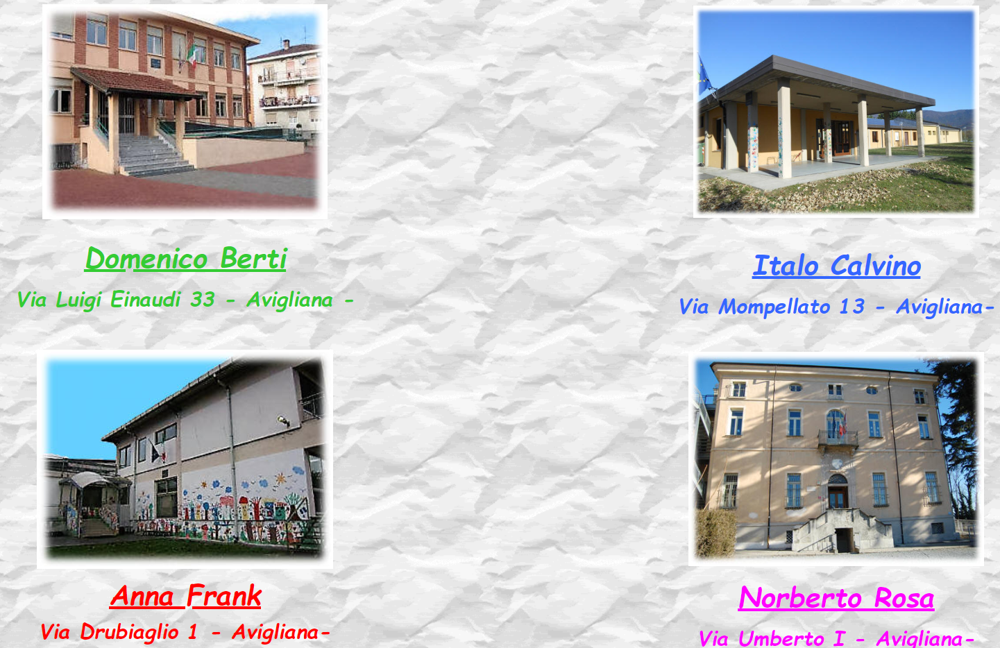 Domenico Berti
Via Luigi Einaudi 33 - Avigliana -
Italo Calvino
Via Mompellato 13 - Avigliana-
Anna Frank
Via Drubiaglio 1 - Avigliana-
Norberto Rosa
Via Umberto I - Avigliana-